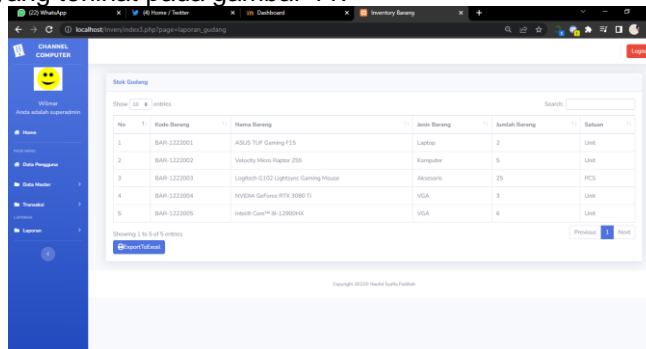 (22) WhatsApp
(4) Home / Twitter
Dashboard
Inventory Barang
localhost/inven/index3.php?page=laporan_gudang
CHANNEL COMPUTER
Wilmar
Anda adalah superadmin
Home
Data Pengguna
Data Master
Transaksi
LAPORAN
Laporan
Stok Gudang
Show 10 entries
Search:
No Kode Barang Nama Barang Jenis Barang Jumlah Barang Satuan
1 BAR-1222001 ASUS TUF Gaming F15 Laptop 2 Unit
2 BAR-1222002 Velocity Micro Raptor Z55 Komputer 5 Unit
3 BAR-1222003 Logitech G102 Lightsync Gaming Mouse Aksesoris 25 PCS
4 BAR-1222004 NVIDIA GeForce RTX 3080 Ti VGA 3 Unit
5 BAR-1222005 Intel® Core™ i9-12900HX VGA 6 Unit
Showing 1 to 5 of 5 entries
Previous 1 Next
ExportToExcel